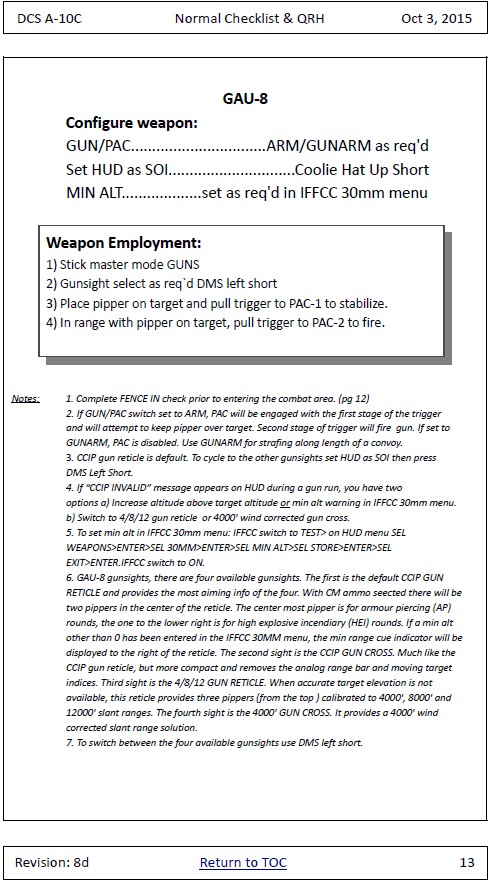 DCS A-10C Normal Checklist & QRH Oct 3, 2015
GAU-8
Configure weapon:
GUN/PAC................................ARM/GUNARM as req'd
Set HUD as SOI..............................Coolie Hat Up Short
MIN ALT...................set as req'd in IFFCC 30mm menu
Weapon Employment:
1) Stick master mode GUNS
2) Gunsight select as req`d DMS left short
3) Place pipper on target and pull trigger to PAC-1 to stabilize.
4) In range with pipper on target, pull trigger to PAC-2 to fire.
Notes: 1. Complete FENCE IN check prior to entering the combat area. (pg 12)
2. If GUN/PAC switch set to ARM, PAC will be engaged with the first stage of the trigger
and will attempt to keep pipper over target. Second stage of trigger will fire gun. If set to
GUNARM, PAC is disabled. Use GUNARM for strafing along length of a convoy.
3. CCIP gun reticle is default. To cycle to the other gunsights set HUD as SOI then press
DMS Left Short.
4. If “CCIP INVALID” message appears on HUD during a gun run, you have two
options a) Increase altitude above target altitude or min alt warning in IFFCC 30mm menu.
b) Switch to 4/8/12 gun reticle or 4000' wind corrected gun cross.
5. To set min alt in IFFCC 30mm menu: IFFCC switch to TEST> on HUD menu SEL
WEAPONS>ENTER>SEL 30MM>ENTER>SEL MIN ALT>SEL STORE>ENTER>SEL
EXIT>ENTER.IFFCC switch to ON.
6. GAU-8 gunsights, there are four available gunsights. The first is the default CCIP GUN
RETICLE and provides the most aiming info of the four. With CM ammo seected there will be
two pippers in the center of the reticle. The center most pipper is for armour piercing (AP)
rounds, the one to the lower right is for high explosive incendiary (HEI) rounds. If a min alt
other than 0 has been entered in the IFFCC 30MM menu, the min range cue indicator will be
displayed to the right of the reticle. The second sight is the CCIP GUN CROSS. Much like the
CCIP gun reticle, but more compact and removes the analog range bar and moving target
indices. Third sight is the 4/8/12 GUN RETICLE. When accurate target elevation is not
available, this reticle provides three pippers (from the top ) calibrated to 4000', 8000' and
12000' slant ranges. The fourth sight is the 4000' GUN CROSS. It provides a 4000' wind
corrected slant range solution.
7. To switch between the four available gunsights use DMS left short.
Revision: 8d Return to TOC 13